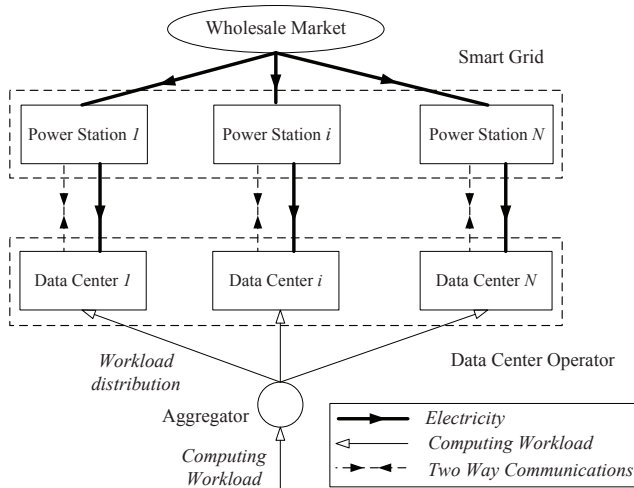 Wholesale Market
Smart Grid
Power Station 1
Power Station i
Power Station N
Data Center 1
Data Center i
Data Center N
Workload
distribution
Data Center Operator
Aggregator
Computing
Workload
Electricity
Computing Workload
Two Way Communications